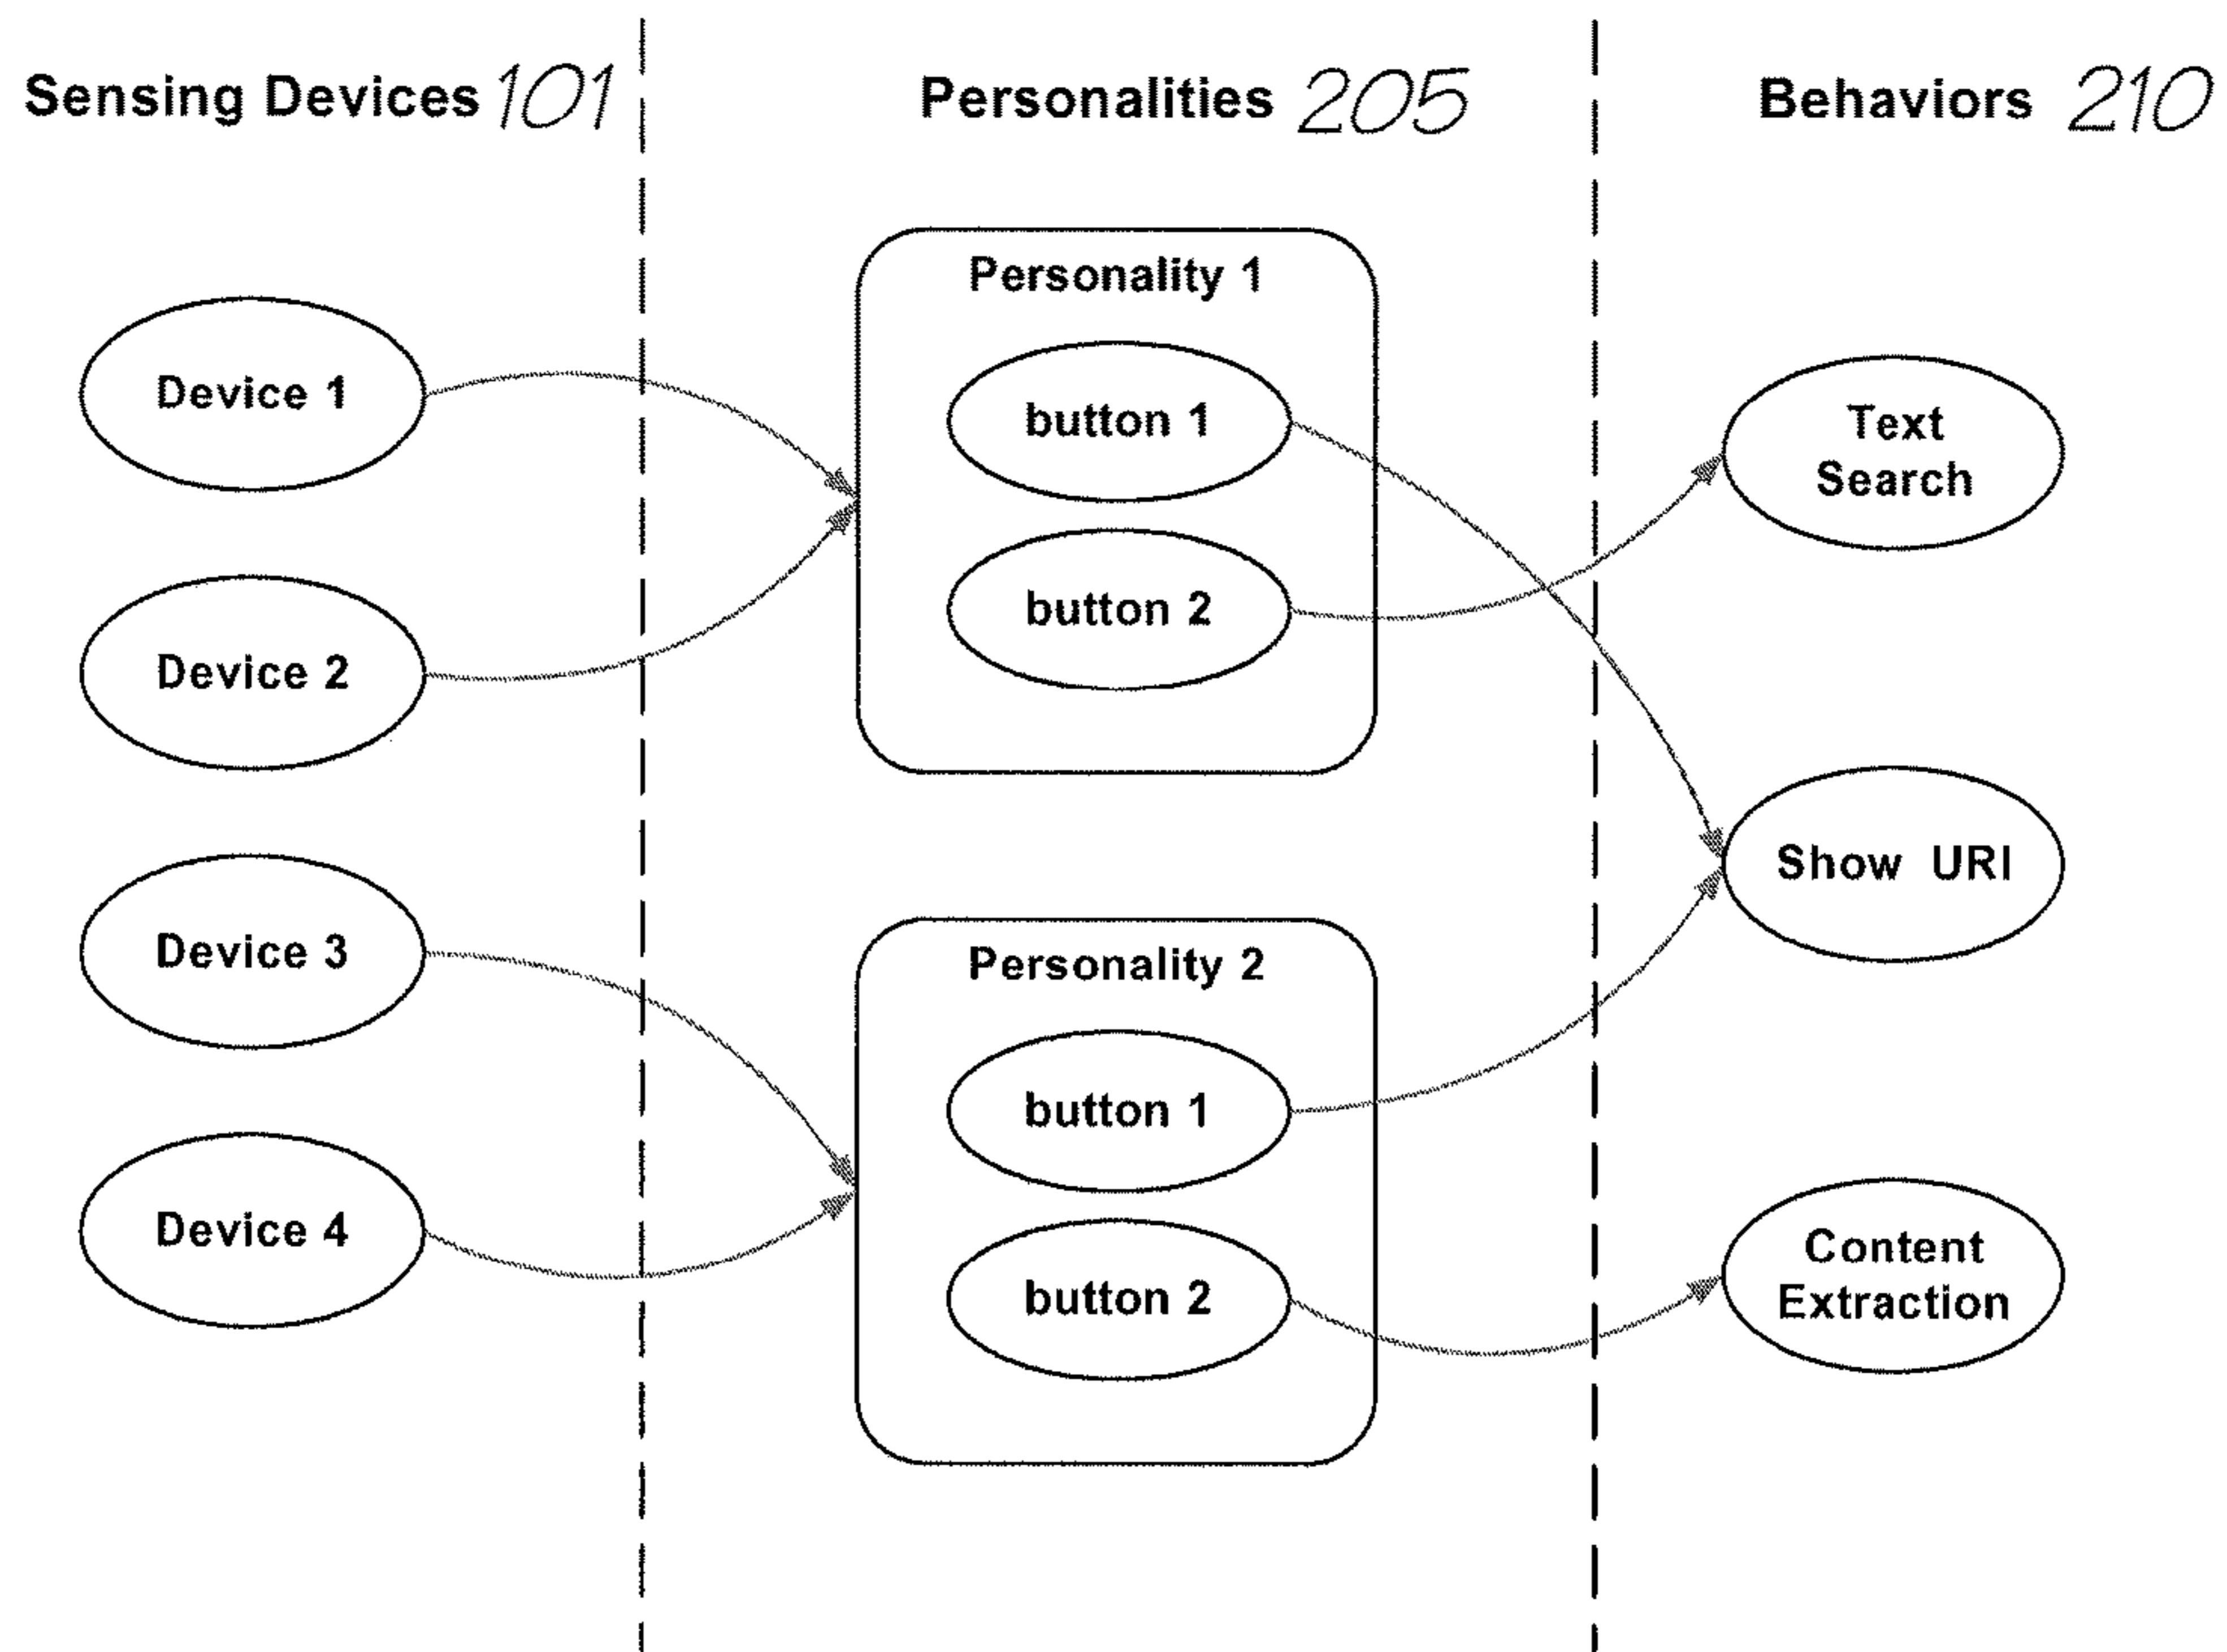 Sensing Devices 101
Personalities 205
Behaviors 210
Device 1
Device 2
Device 3
Device 4
Personality 1
button 1
button 2
Personality 2
button 1
button 2
Text
Search
Show URI
Content
Extraction